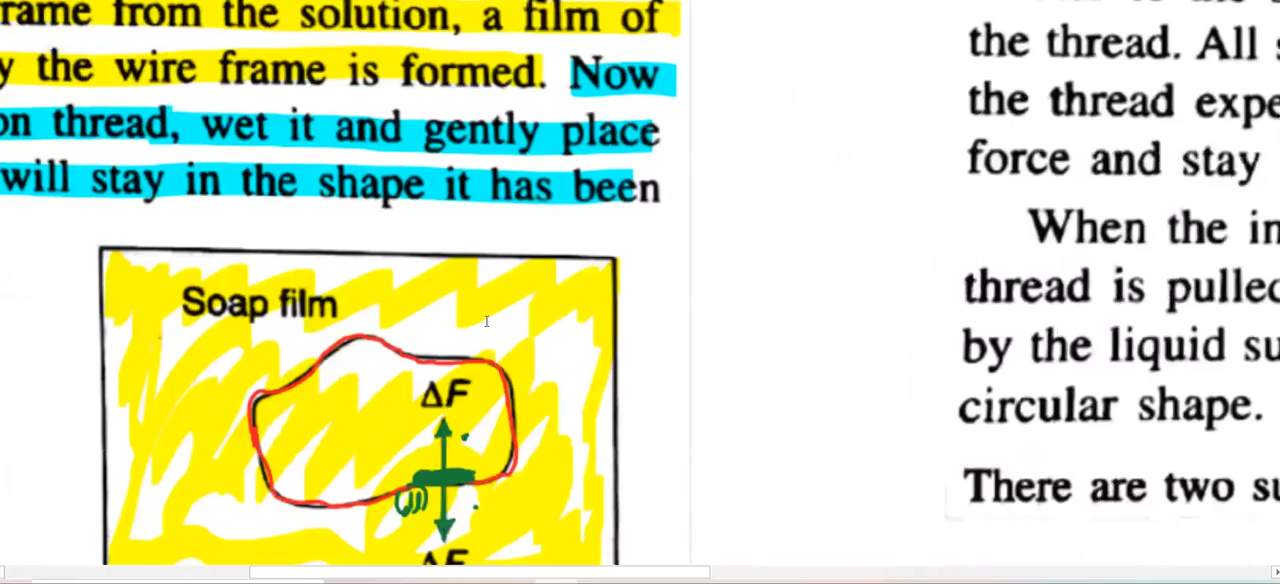 rame from the solution, a film of
y the wire frame is formed. Now
on thread, wet it and gently place
will stay in the shape it has been
Soap film
ΔF
ΔF
the thread. All s
the thread expe
force and stay
When the in
thread is pulled
by the liquid su
circular shape.
There are two su